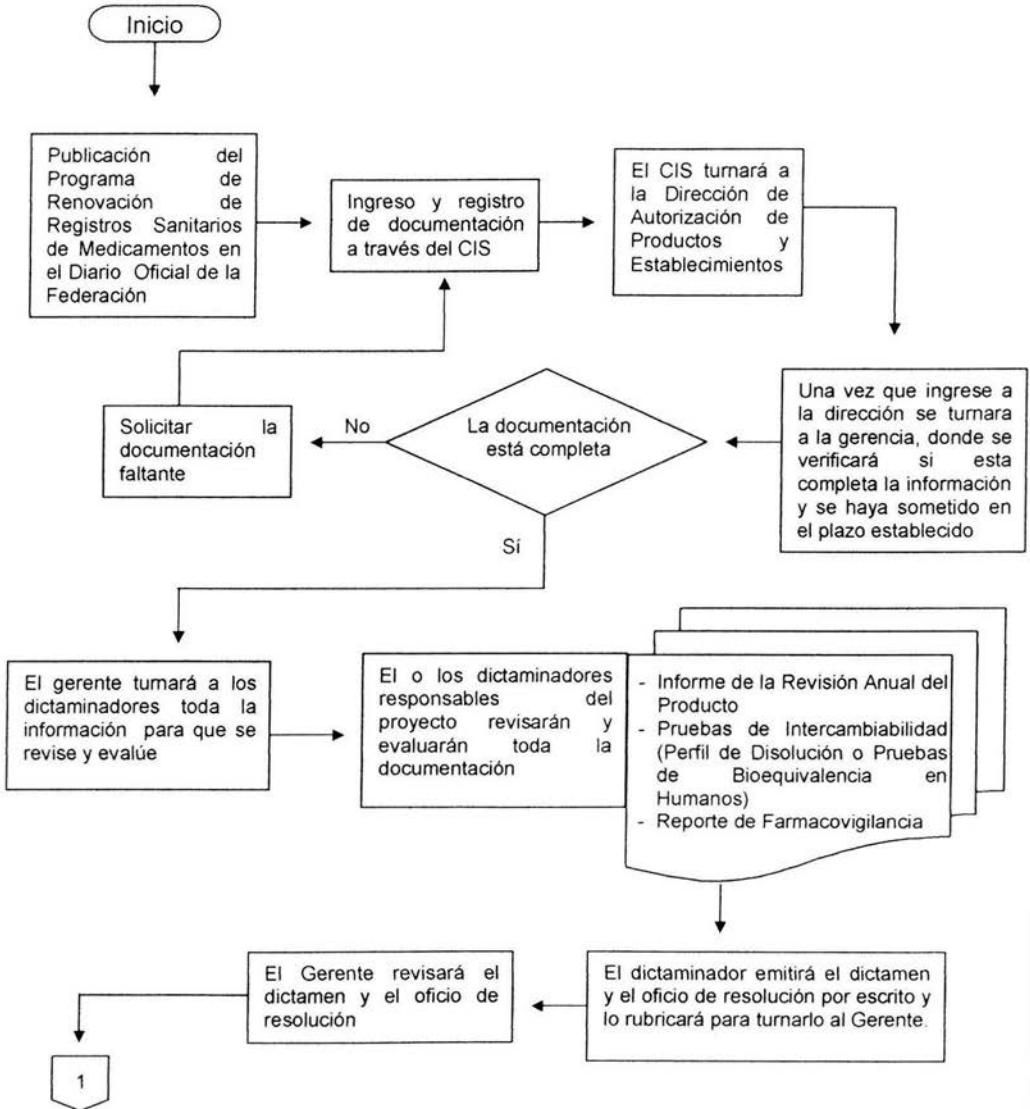 Inicio
Publicación del
Programa de
Renovación de
Registros Sanitarios
de Medicamentos en
el Diario Oficial de la
Federación
Ingreso y registro
de documentación
a través del CIS
El CIS turnará a
la Dirección de
Autorización de
Productos y
Establecimientos
Una vez que ingrese a
la dirección se turnara
a la gerencia, donde se
verificará si esta
completa la información
y se haya sometido en
el plazo establecido
La documentación
está completa
No
Solicitar la
documentación
faltante
Sí
El gerente turnará a los
dictaminadores toda la
información para que se
revise y evalúe
El o los dictaminadores
responsables del
proyecto revisarán y
evaluarán toda la
documentación
- Informe de la Revisión Anual del
Producto
- Pruebas de Intercambiabilidad
(Perfil de Disolución o Pruebas
de Bioequivalencia en
Humanos)
- Reporte de Farmacovigilancia
El dictaminador emitirá el dictamen
y el oficio de resolución por escrito y
lo rubricará para turnarlo al Gerente.
El Gerente revisará el
dictamen y el oficio de
resolución
1